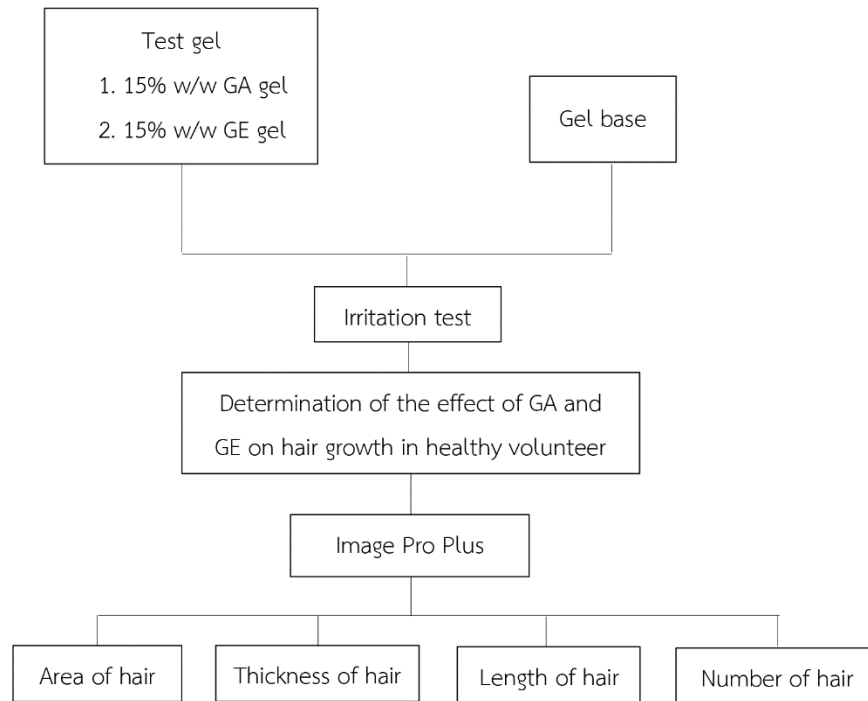 Test gel
1. 15% w/w GA gel
2. 15% w/w GE gel
Gel base
Irritation test
Determination of the effect of GA and
GE on hair growth in healthy volunteer
Image Pro Plus
Area of hair
Thickness of hair
Length of hair
Number of hair